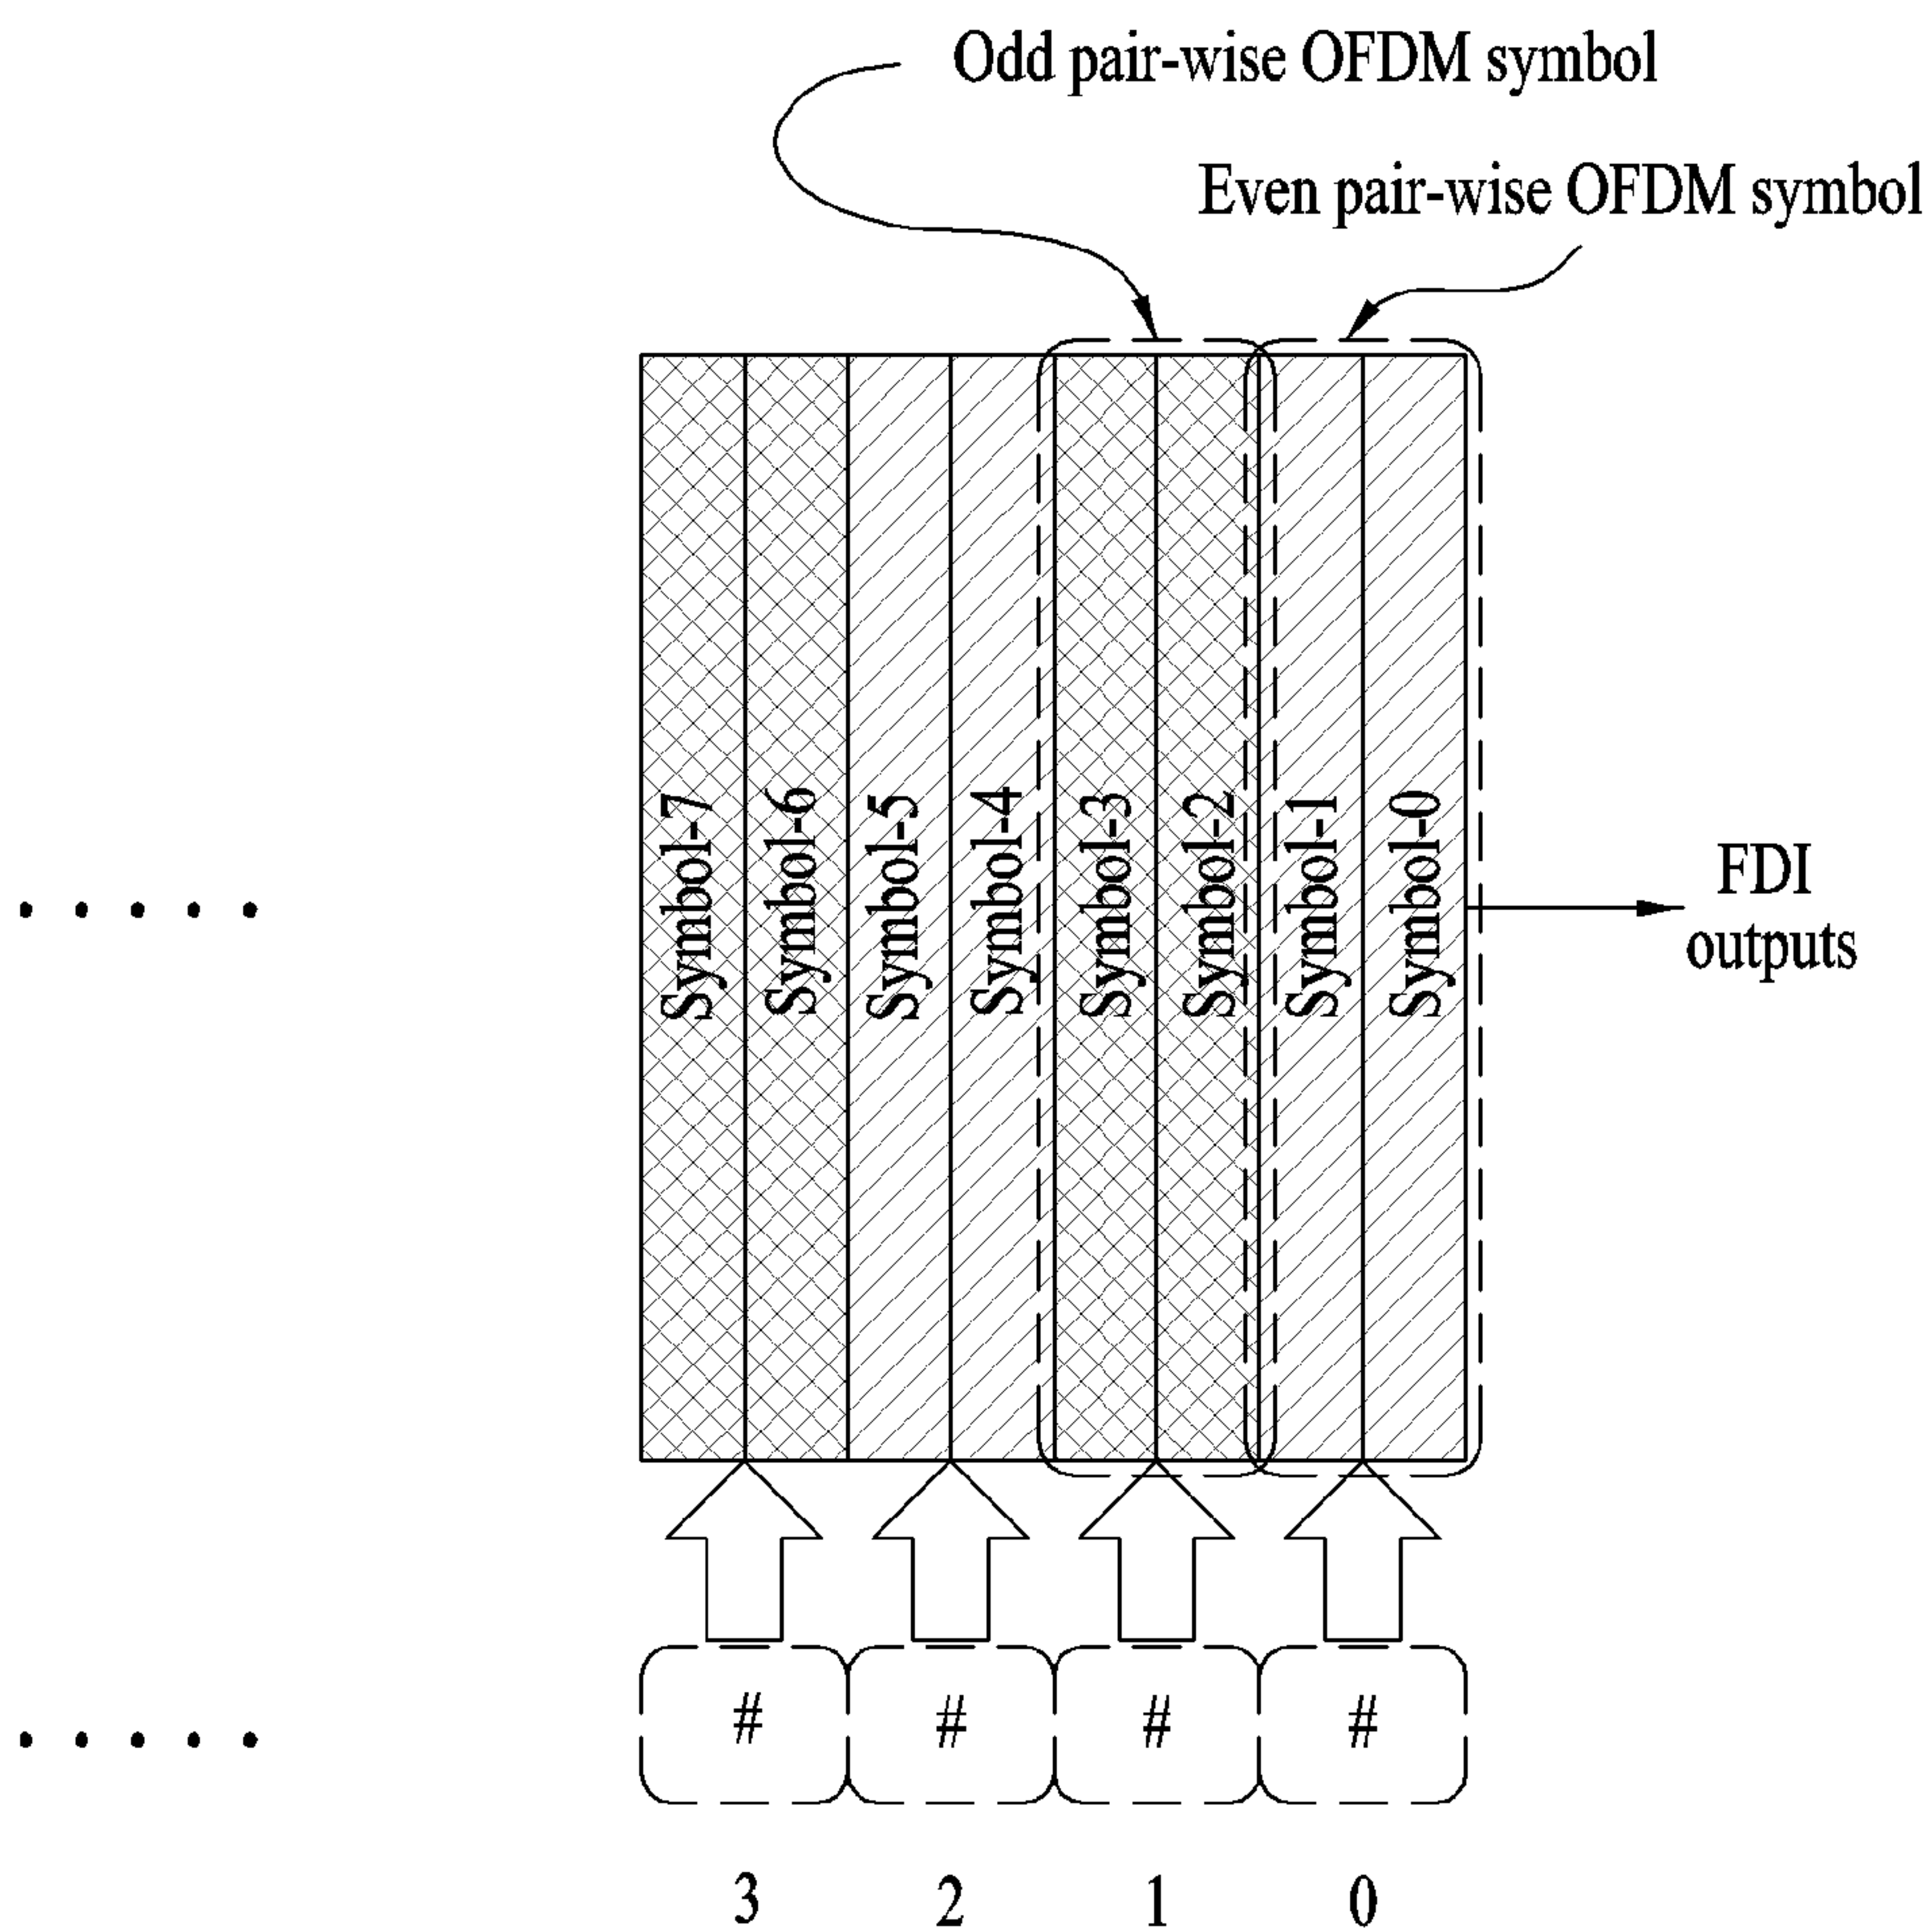 Odd pair-wise OFDM symbol
Even pair-wise OFDM symbol
Symbol-7
Symbol-6
Symbol-5
Symbol-4
Symbol-3
Symbol-2
Symbol-1
Symbol-0
FDI
outputs
# # # #
3 2 1 0